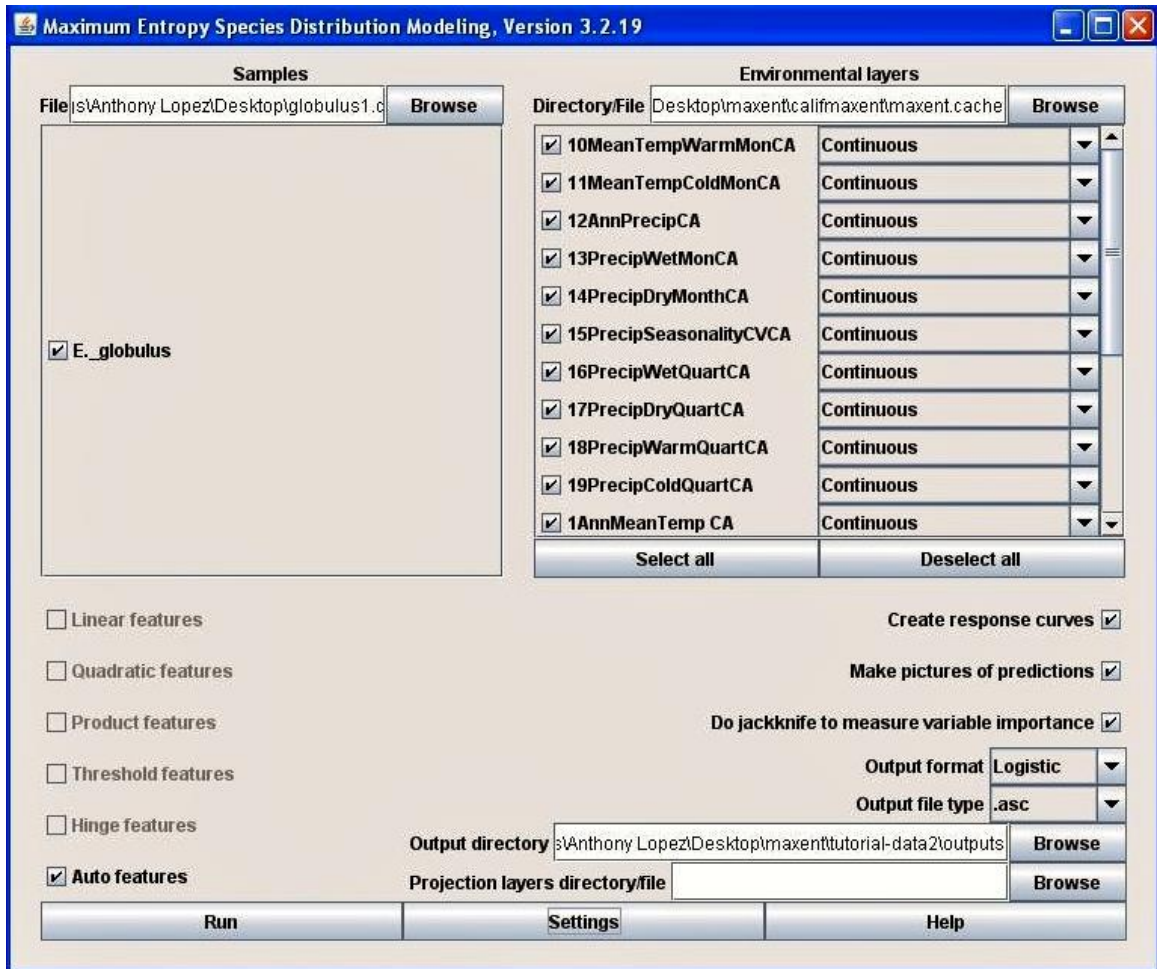 Maximum Entropy Species Distribution Modeling, Version 3.2.19
Samples
File s\Anthony Lopez\Desktop\globulus1.c Browse
E._globulus
Environmental layers
Directory/File Desktop\maxent\califmaxent\maxent.cache Browse
10MeanTempWarmMonCA Continuous
11MeanTempColdMonCA Continuous
12AnnPrecipCA Continuous
13PrecipWetMonCA Continuous
14PrecipDryMonthCA Continuous
15PrecipSeasonalityCVCA Continuous
16PrecipWetQuartCA Continuous
17PrecipDryQuartCA Continuous
18PrecipWarmQuartCA Continuous
19PrecipColdQuartCA Continuous
1AnnMeanTemp CA Continuous
Select all Deselect all
Linear features
Quadratic features
Product features
Threshold features
Hinge features
Auto features
Create response curves
Make pictures of predictions
Do jackknife to measure variable importance
Output format Logistic
Output file type .asc
Output directory s\Anthony Lopez\Desktop\maxent\tutorial-data2\outputs Browse
Projection layers directory/file Browse
Run Settings Help